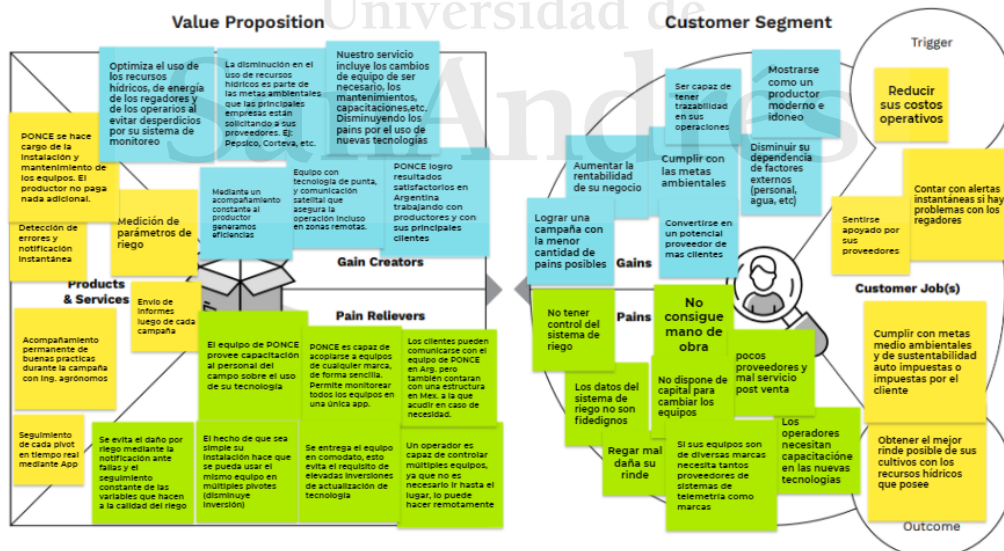 Universidad de
San Andrés
Value Proposition
Optimiza el uso de
los recursos
hídricos, de energía
de los regadores y
de los operarios al
evitar desperdicios
por su sistema de
monitoreo
La disminución en el
uso de recursos
hídricos es parte de
las metas ambientales
que las principales
empresas están
solicitando a sus
proveedores. Ej:
Pepsico, Corteva, etc.
Nuestro servicio
incluye los cambios
de equipo de ser
necesario, los
mantenimientos,
capacitaciones,etc.
Disminuyendo los
pains por el uso de
nuevas tecnologías
PONCE se hace
cargo de la
instalación y
mantenimiento de
los equipos. El
productor no paga
nada adicional.
Mediante un
acompañamiento
constante al
productor
generamos
eficiencias
Equipo con
tecnología de punta,
y comunicación
satelital que
asegura la
operación incluso
en zonas remotas.
PONCE logro
resultados
satisfactorios en
Argentina
trabajando con
productores y con
sus principales
clientes
Medición de
parámetros de
riego
Detección de
errores y
notificación
instantánea
Gain Creators
Products
& Services
Envio de
informes
luego de cada
campaña
Pain Relievers
Acompañamiento
permanente de
buenas practicas
durante la campaña
con Ing. agrónomos
El equipo de PONCE
provee capacitación
al personal del
campo sobre el uso
de su tecnología
PONCE es capaz de
acoplarse a equipos
de cualquier marca,
de forma sencilla.
Permite monitorear
todos los equipos en
una única app.
Los clientes pueden
comunicarse con el
equipo de PONCE
en Arg. pero
también contaran
con una estructura
en Mex. a la que
acudir en caso de
necesidad.
Seguimiento
de cada pivot
en tiempo real
mediante App
Se evita el daño por
riego mediante la
notificación ante
fallas y el
seguimiento
constante de las
variables que hacen
a la calidad del riego
El hecho de que sea
simple su
instalación hace que
se pueda usar el
mismo equipo en
múltiples pivotes
(disminuye
inversión)
Se entrega el equipo
en comodato, esto
evita el requisito de
elevadas inversiones
de actualización de
tecnología
Un operador es
capaz de controlar
múltiples equipos,
ya que no es
necesario ir hasta el
lugar, lo puede
hacer remotamente
Customer Segment
Ser capaz de
tener
trazabilidad
en sus
operaciones
Mostrarse
como un
productor
moderno e
idoneo
Aumentar la
rentabilidad
de su negocio
Cumplir con
las metas
ambientales
Disminuir su
dependencia
de factores
externos
(personal,
agua, etc)
Lograr una
campaña con
la menor
cantidad de
pains posibles
Convertirse en
un potencial
proveedor de
mas clientes
Gains
Pains
No tener
control del
sistema de
riego
No
consigue
mano de
obra
Los datos del
sistema de
riego no son
fidedignos
No dispone de
capital para
cambiar los
equipos
pocos
proveedores y
mal servicio
post venta
Regar mal
daña su
rinde
Si sus equipos son
de diversas marcas
necesita tantos
proveedores de
sistemas de
telemetría como
marcas
Los
operadores
necesitan
capacitación
en las nuevas
tecnologías
Trigger
Reducir
sus costos
operativos
Contar con alertas
instantáneas si hay
problemas con los
regadores
Sentirse
apoyado por
sus
proveedores
Customer Job(s)
Cumplir con metas
medio ambientales
y de sustentabilidad
auto impuestas o
impuestas por el
cliente
Obtener el mejor
rinde posible de
sus cultivos con los
recursos hídricos
que posee
Outcome